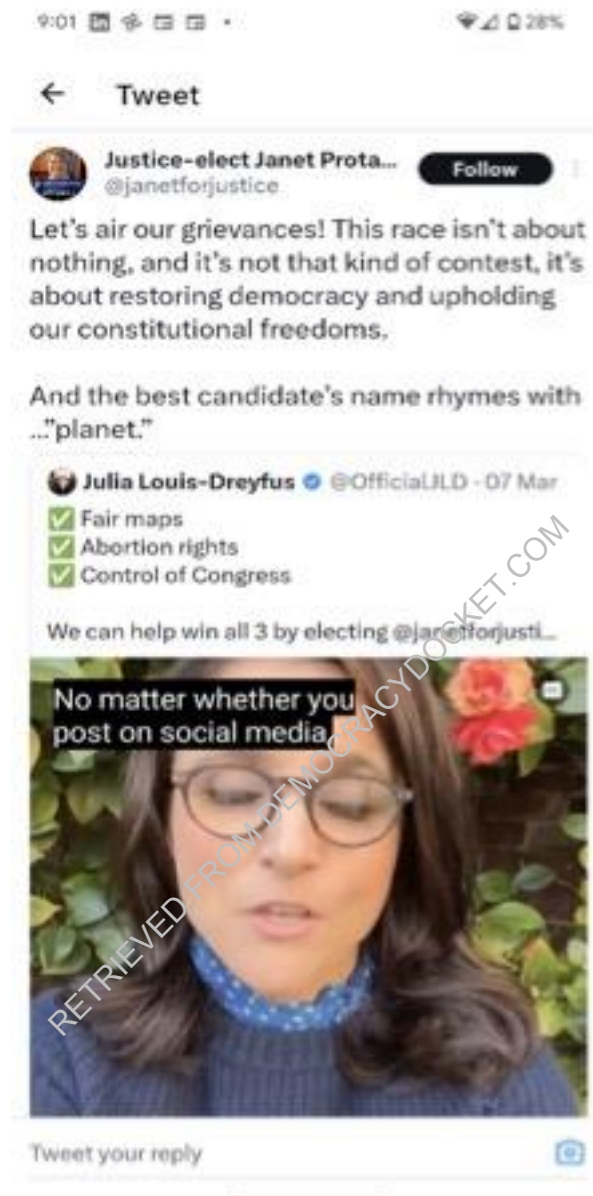 9:01
28%
Tweet
Justice-elect Janet Prota...
Follow
@janetforjustice
Let's air our grievances! This race isn't about
nothing, and it's not that kind of contest, it's
about restoring democracy and upholding
our constitutional freedoms.
And the best candidate's name rhymes with
..."planet."
Julia Louis-Dreyfus @OfficialJLD · 07 Mar
✅ Fair maps
✅ Abortion rights
✅ Control of Congress
We can help win all 3 by electing @janetforjusti...
No matter whether you
post on social media,
RETRIEVED FROM DEMOCRACYDOCKET.COM
Tweet your reply